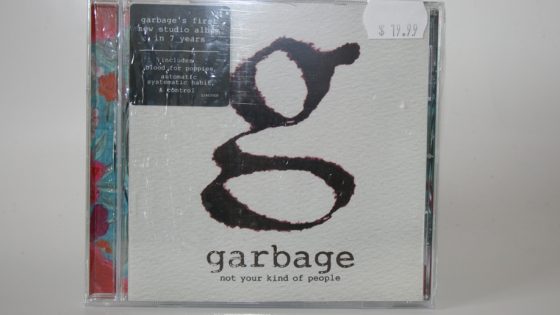 garbage's first
new studio album
in 7 years
includes
blood for poppies,
automatic
systematic habit,
& control
$ 19.99
g
garbage
not your kind of people